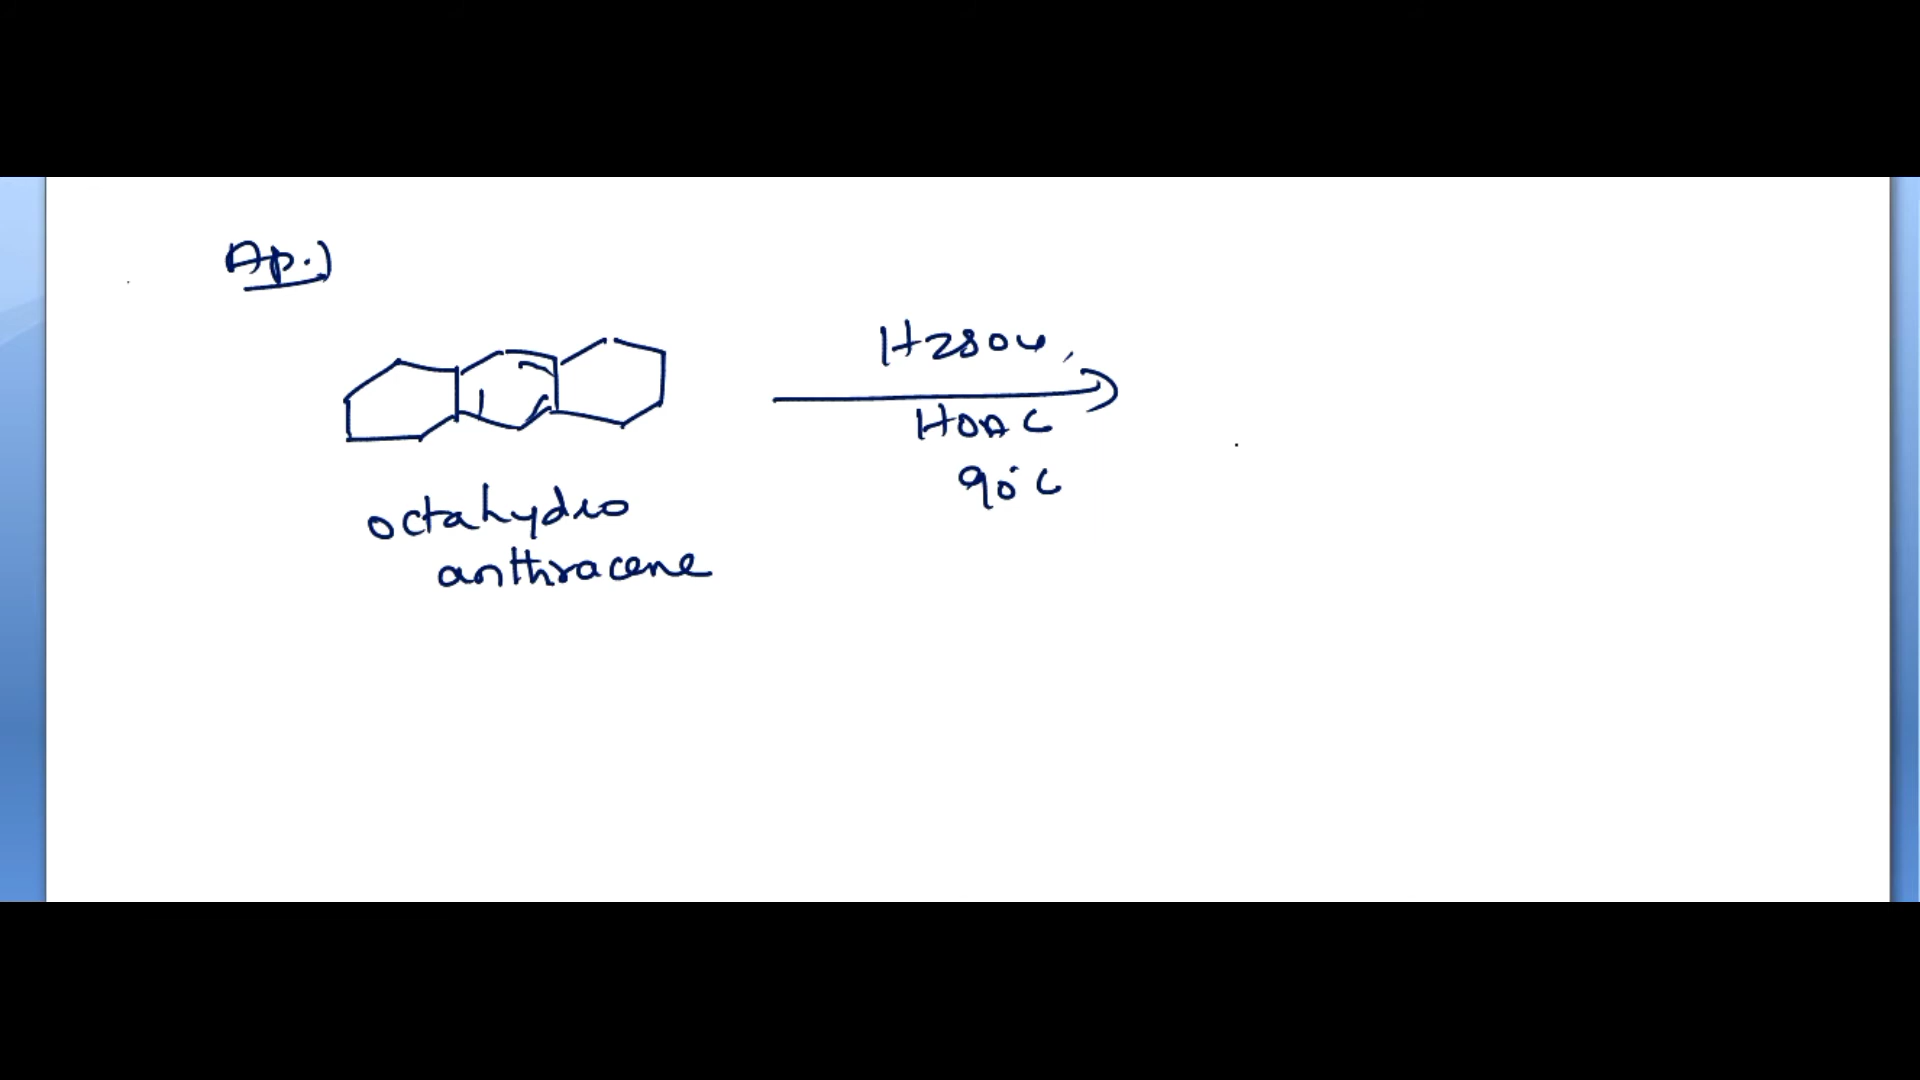 Ap.)
H2SO4,
HOAC
90°C
octahydro
anthracene